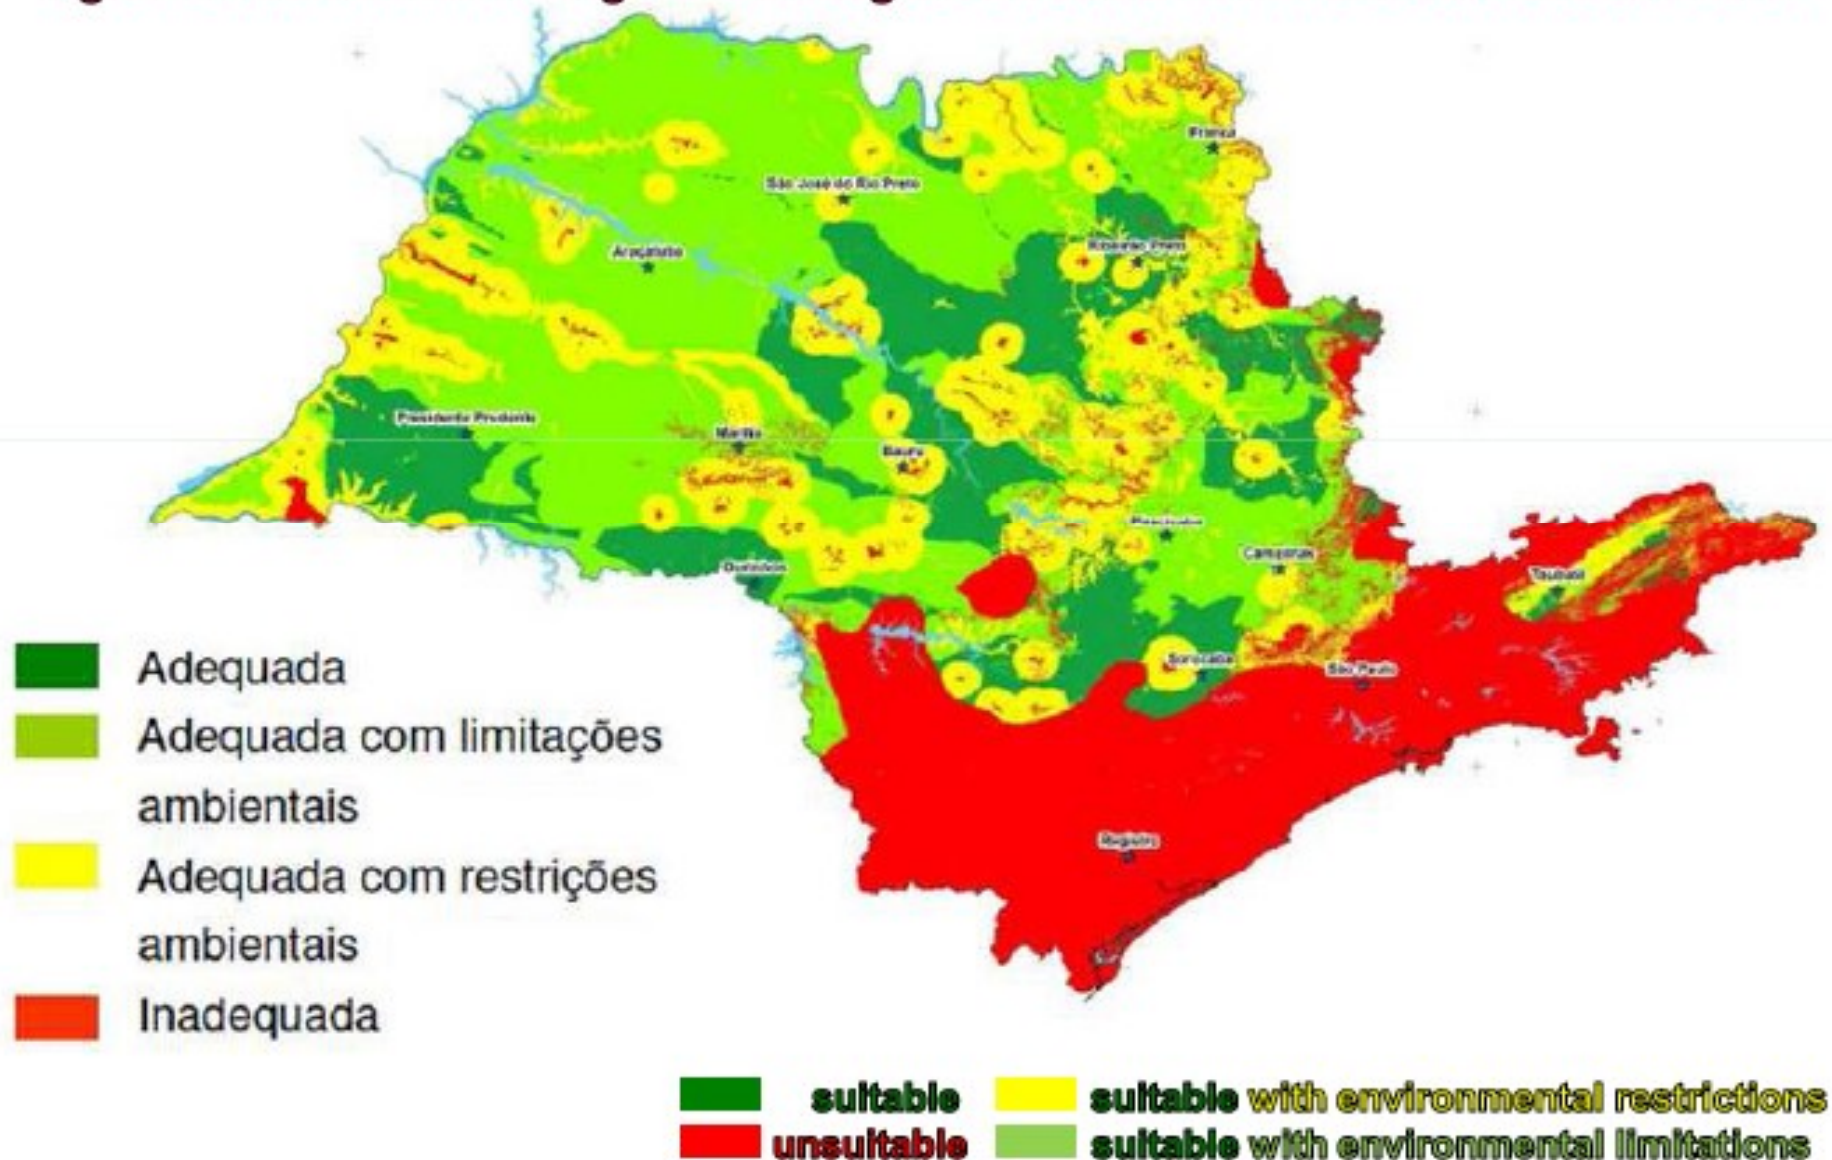 Franca
São José do Rio Preto
Ribeirão Preto
Araçatuba
Presidente Prudente
Marília
Bauru
Piracicaba
Campinas
Ourinhos
Taubaté
Sorocaba
São Paulo
Registro
Adequada
Adequada com limitações
ambientais
Adequada com restrições
ambientais
Inadequada
suitable
suitable with environmental restrictions
unsuitable
suitable with environmental limitations